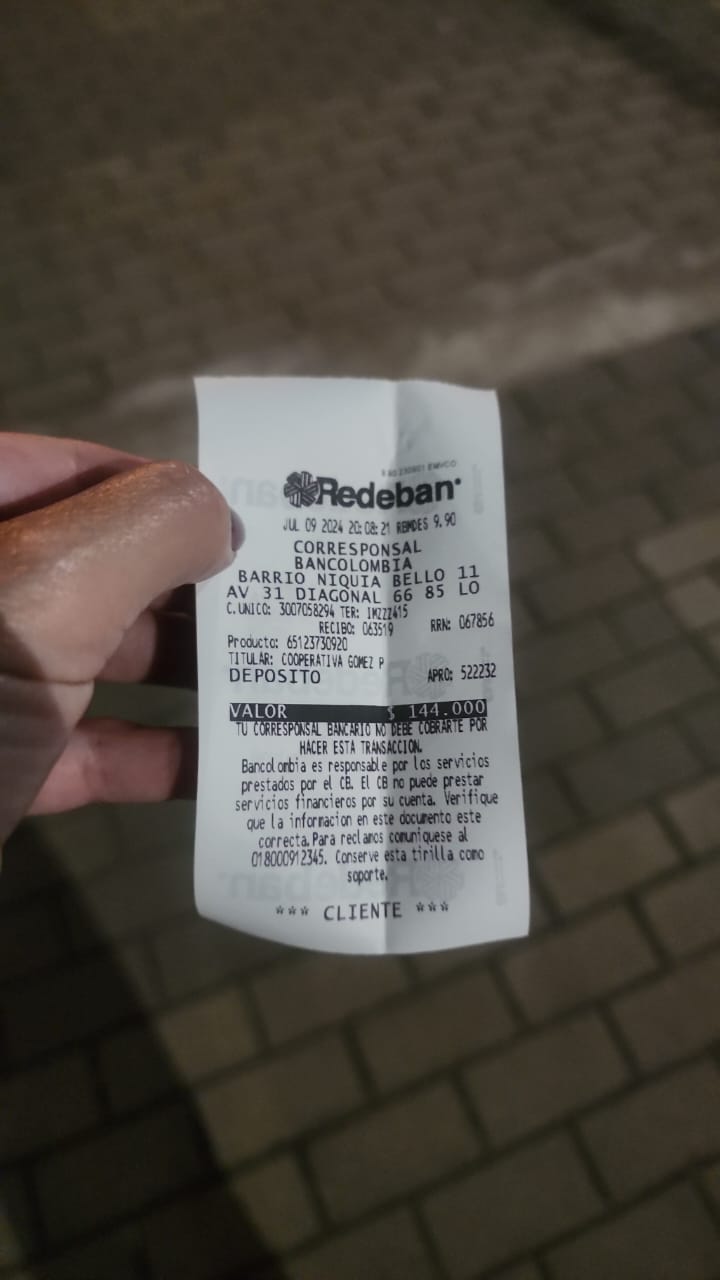 Redeban
JUL 09 2024 20:08:21 RBMDES 9.90
CORRESPONSAL
BANCOLOMBIA
BARRIO NIQUIA BELLO 11
AV 31 DIAGONAL 66 85 LO
C.UNICO: 3007058294 TER: IMZZZ415
RECIBO: 063519 RRN: 067856
Producto: 65123730920
TITULAR: COOPERATIVA GOMEZ P
DEPOSITO APRO: 522232
VALOR $ 144.000
TU CORRESPONSAL BANCARIO NO DEBE COBRARTE POR
HACER ESTA TRANSACCION.
Bancolombia es responsable por los servicios
prestados por el CB. El CB no puede prestar
servicios financieros por su cuenta. Verifique
que la informacion en este documento este
correcta.Para reclamos comuniquese al
018000912345. Conserve esta tirilla como
soporte.
*** CLIENTE ***